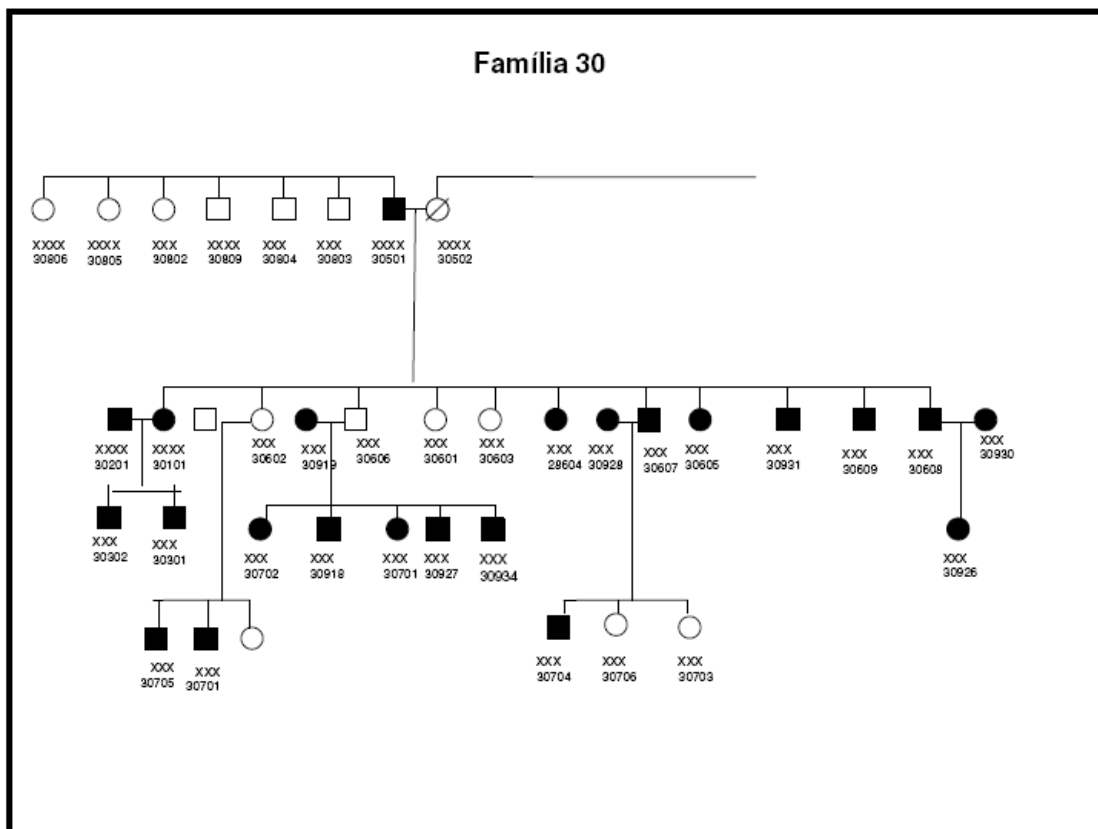 Família 30
XXXX XXXX XXX XXXX XXX XXX XXXX XXXX
30806 30805 30802 30809 30804 30803 30501 30502
XXXX XXXX XXX XXX XXX XXX XXX XXX XXX XXX XXX XXX XXX XXX XXX
30201 30101 30602 30919 30606 30601 30603 28604 30928 30607 30605 30931 30609 30608 30930
XXX XXX XXX XXX XXX XXX XXX XXX
30302 30301 30702 30918 30701 30927 30934 30926
XXX XXX XXX XXX XXX
30705 30701 30704 30706 30703